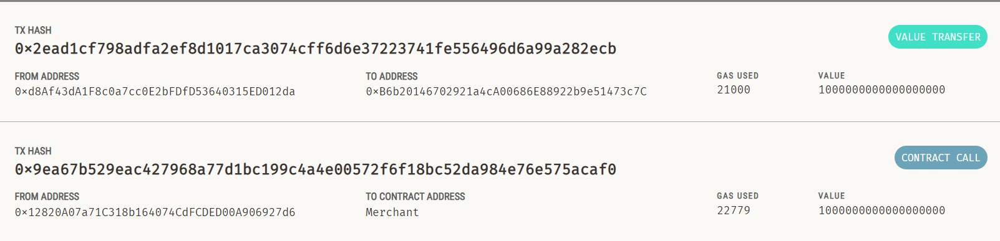 TX HASH
0x2ead1cf798adfa2ef8d1017ca3074cff6d6e37223741fe556496d6a99a282ecb
VALUE TRANSFER
FROM ADDRESS
0xd8Af43dA1F8c0a7cc0E2bFDfD53640315ED012da
TO ADDRESS
0xB6b20146702921a4cA00686E88922b9e51473c7C
GAS USED
21000
VALUE
1000000000000000000
TX HASH
0x9ea67b529eac427968a77d1bc199c4a4e00572f6f18bc52da984e76e575acaf0
CONTRACT CALL
FROM ADDRESS
0x12820A07a71C318b164074CdFCDED00A906927d6
TO CONTRACT ADDRESS
Merchant
GAS USED
22779
VALUE
1000000000000000000